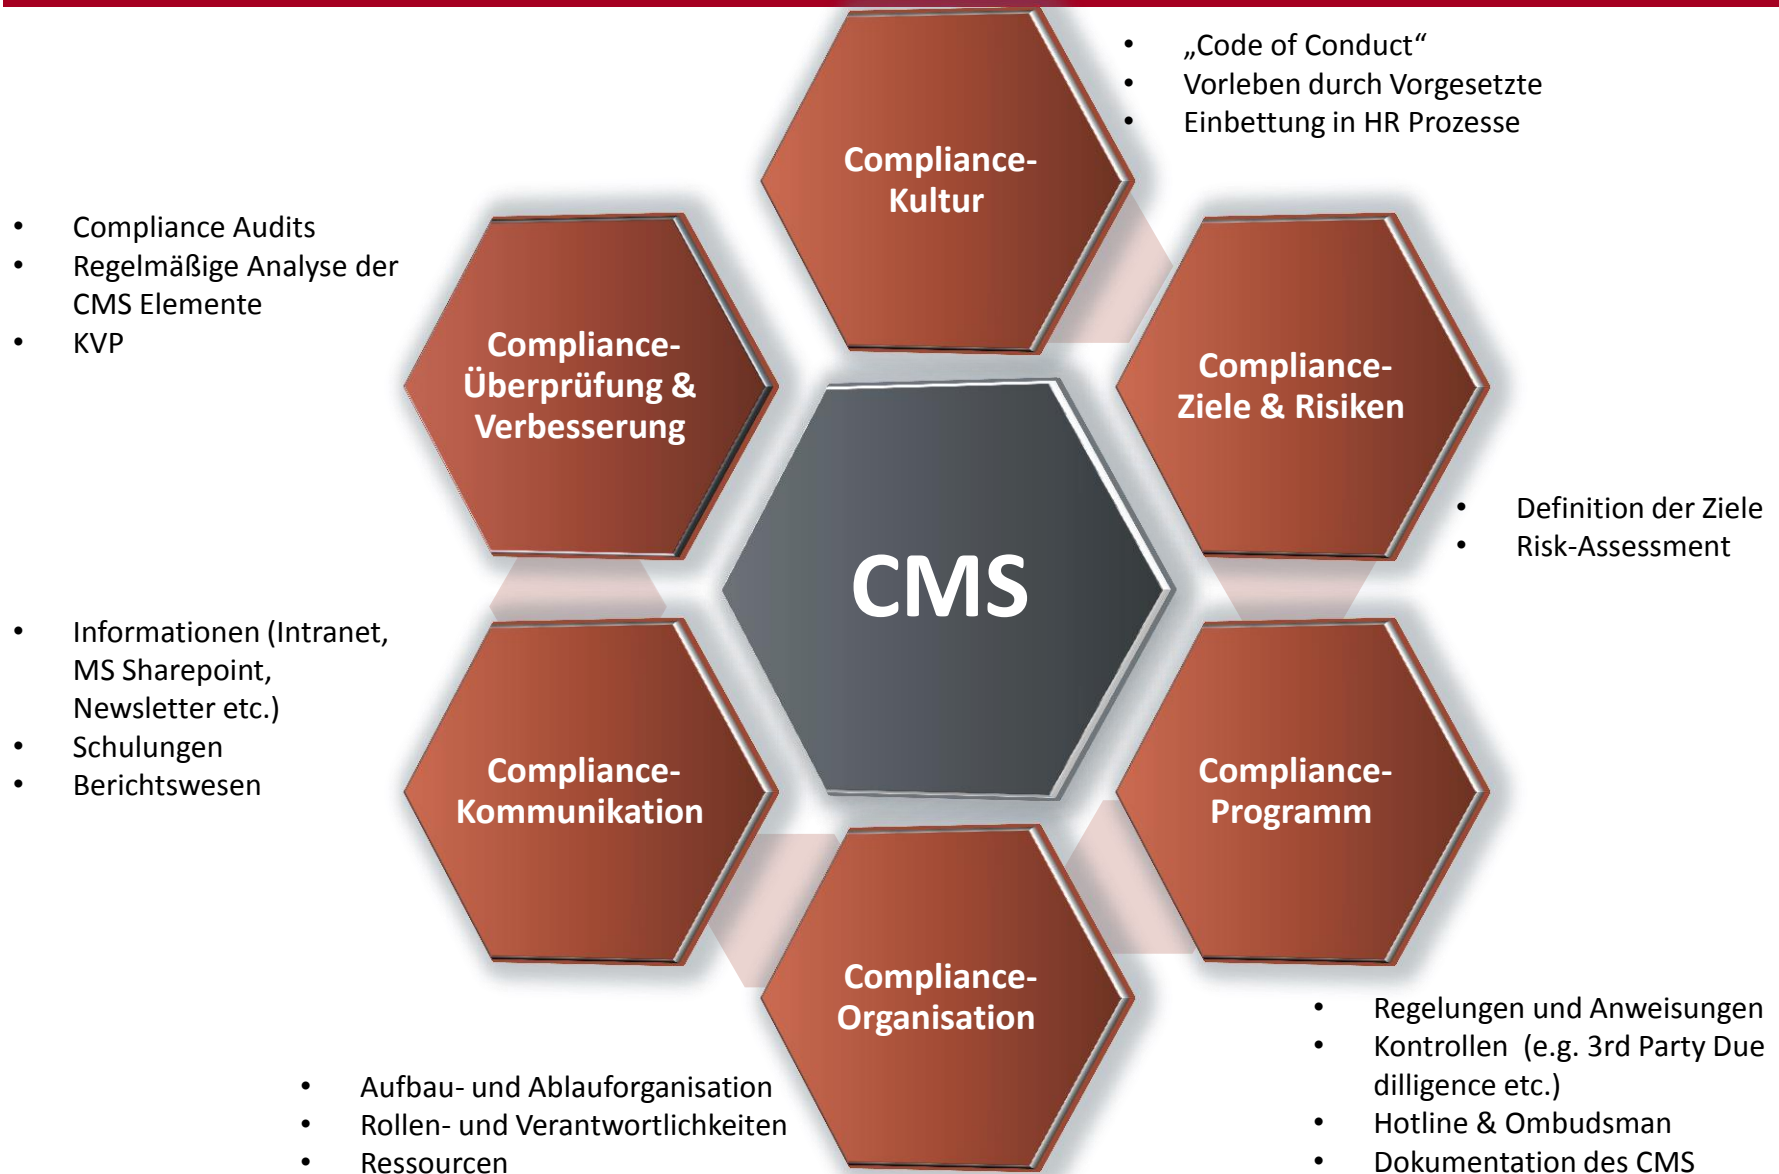 • „Code of Conduct“
• Vorleben durch Vorgesetzte
• Einbettung in HR Prozesse
Compliance-
Kultur
• Compliance Audits
• Regelmäßige Analyse der
CMS Elemente
• KVP
Compliance-
Überprüfung &
Verbesserung
Compliance-
Ziele & Risiken
• Definition der Ziele
• Risk-Assessment
CMS
• Informationen (Intranet,
MS Sharepoint,
Newsletter etc.)
• Schulungen
• Berichtswesen
Compliance-
Kommunikation
Compliance-
Programm
Compliance-
Organisation
• Regelungen und Anweisungen
• Kontrollen (e.g. 3rd Party Due
dilligence etc.)
• Hotline & Ombudsman
• Dokumentation des CMS
• Aufbau- und Ablauforganisation
• Rollen- und Verantwortlichkeiten
• Ressourcen